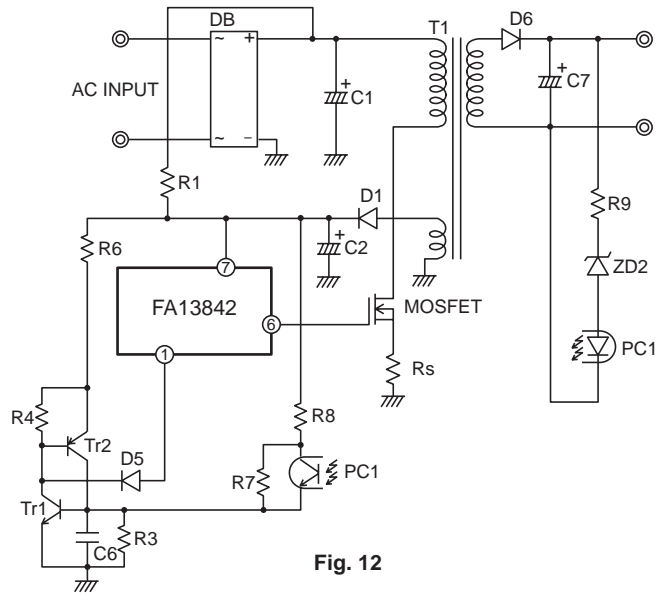 DB
T1
D6
~ +
C7
+
AC INPUT
+
C1
~ −
R1
D1
R9
R6
+
C2
7
ZD2
FA13842
6
MOSFET
1
PC1
Rs
R4
R8
Tr2
D5
R7
PC1
Tr1
C6
R3
Fig. 12